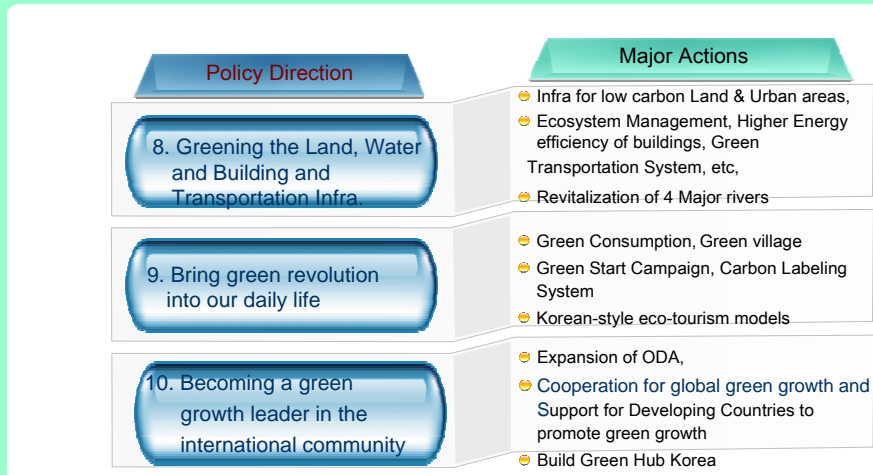 Policy Direction
Major Actions
8. Greening the Land, Water
and Building and
Transportation Infra.
Infra for low carbon Land & Urban areas,
Ecosystem Management, Higher Energy
efficiency of buildings, Green
Transportation System, etc,
Revitalization of 4 Major rivers
9. Bring green revolution
into our daily life
Green Consumption, Green village
Green Start Campaign, Carbon Labeling
System
Korean-style eco-tourism models
10. Becoming a green
growth leader in the
international community
Expansion of ODA,
Cooperation for global green growth and
Support for Developing Countries to
promote green growth
Build Green Hub Korea